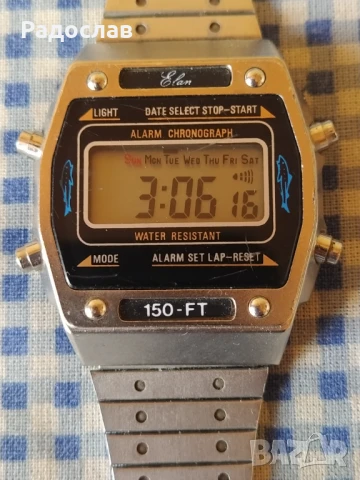 Радослав
Elan
LIGHT DATE SELECT STOP-START
ALARM CHRONOGRAPH
SUN MON TUE WED THU FRI SAT
3:06 16
WATER RESISTANT
MODE ALARM SET LAP-RESET
150-FT
BAZAR